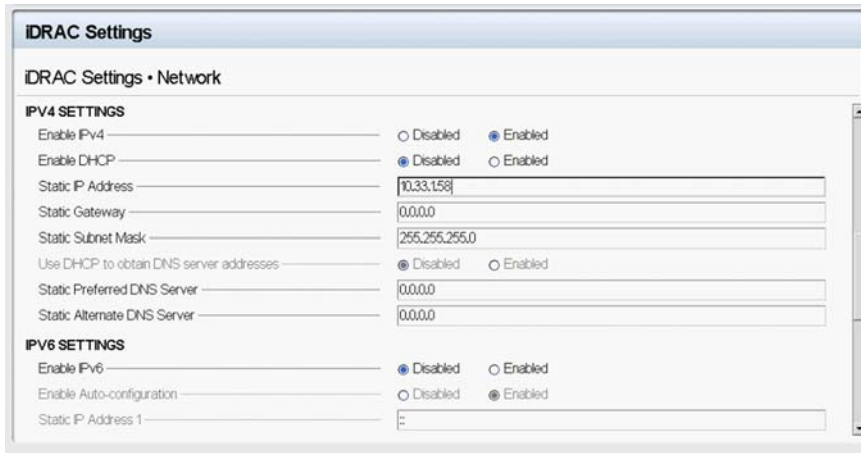 iDRAC Settings
iDRAC Settings • Network
IPV4 SETTINGS
Enable IPv4 Disabled Enabled
Enable DHCP Disabled Enabled
Static IP Address 10.33.1.58
Static Gateway 0.0.0.0
Static Subnet Mask 255.255.255.0
Use DHCP to obtain DNS server addresses Disabled Enabled
Static Preferred DNS Server 0.0.0.0
Static Alternate DNS Server 0.0.0.0
IPV6 SETTINGS
Enable IPv6 Disabled Enabled
Enable Auto-configuration Disabled Enabled
Static IP Address 1 ::